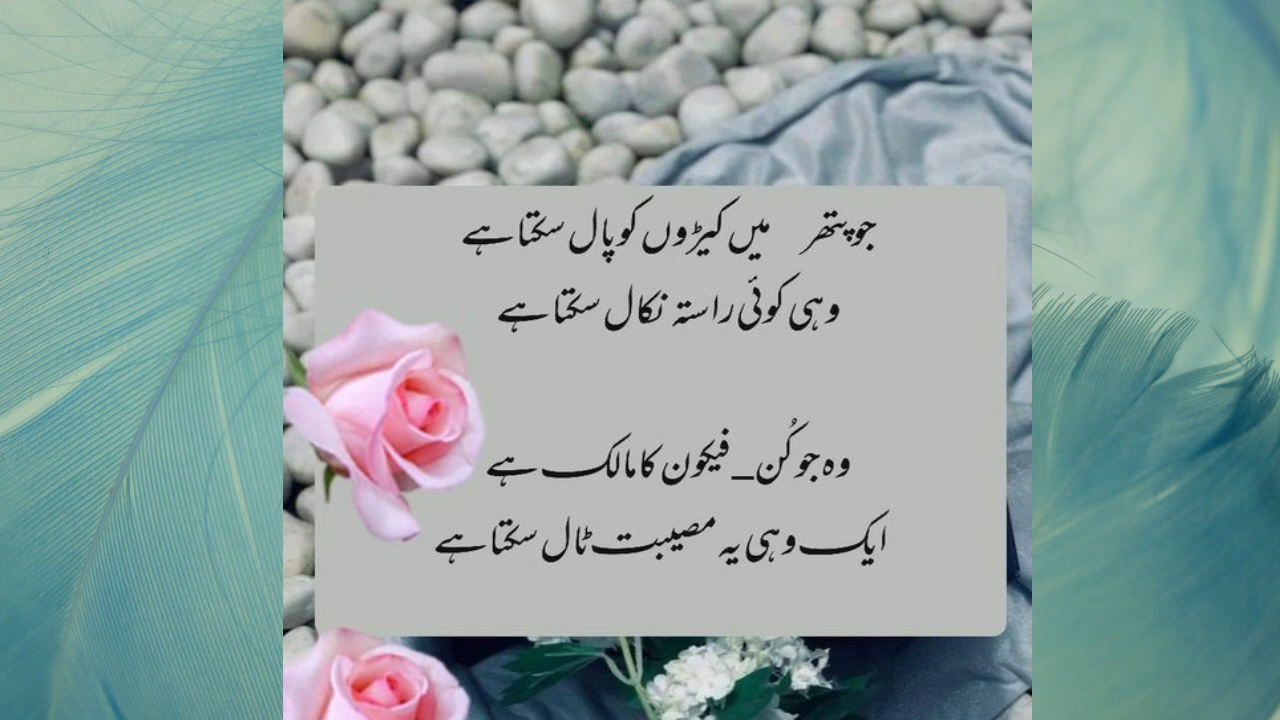 جو پتھر میں کیڑوں کو پال سکتا ہے
وہی کوئی راستہ نکال سکتا ہے
وہ جو کُن_فیکون کا مالک ہے
ایک وہی یہ مصیبت ٹال سکتا ہے